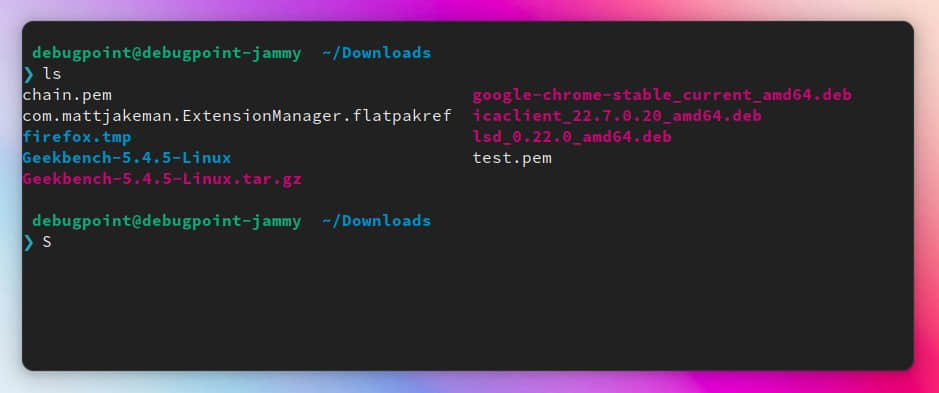 debugpoint@debugpoint-jammy ~/Downloads
❯ ls
chain.pem google-chrome-stable_current_amd64.deb
com.mattjakeman.ExtensionManager.flatpakref icaclient_22.7.0.20_amd64.deb
firefox.tmp lsd_0.22.0_amd64.deb
Geekbench-5.4.5-Linux test.pem
Geekbench-5.4.5-Linux.tar.gz
debugpoint@debugpoint-jammy ~/Downloads
❯ S